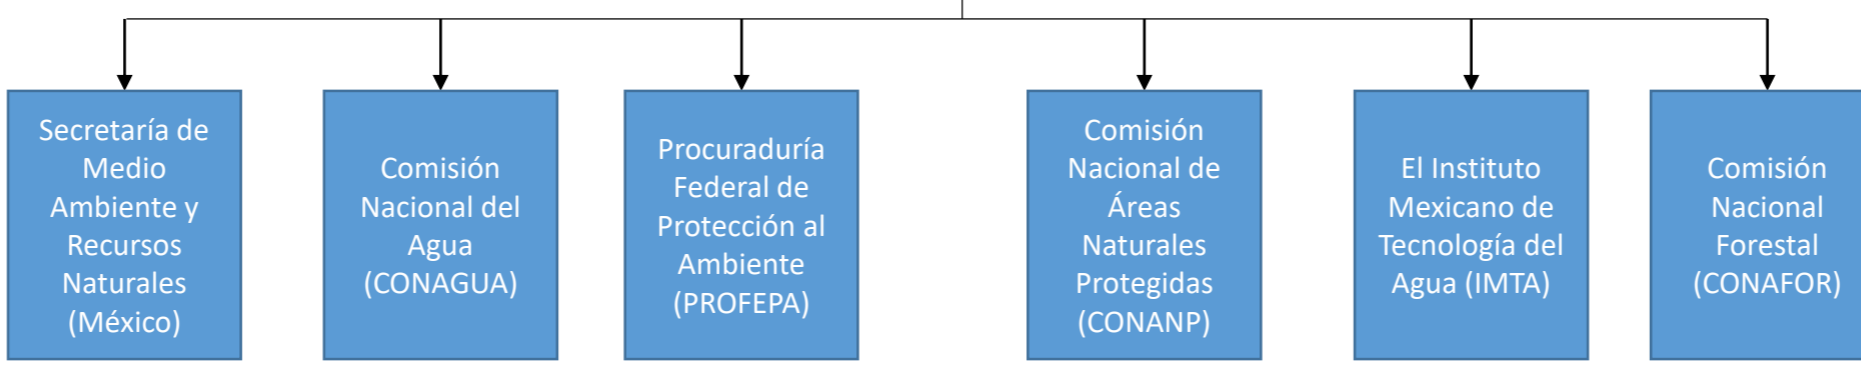 Secretaría de
Medio
Ambiente y
Recursos
Naturales
(México)
Comisión
Nacional del
Agua
(CONAGUA)
Procuraduría
Federal de
Protección al
Ambiente
(PROFEPA)
Comisión
Nacional de
Áreas
Naturales
Protegidas
(CONANP)
El Instituto
Mexicano de
Tecnología del
Agua (IMTA)
Comisión
Nacional
Forestal
(CONAFOR)